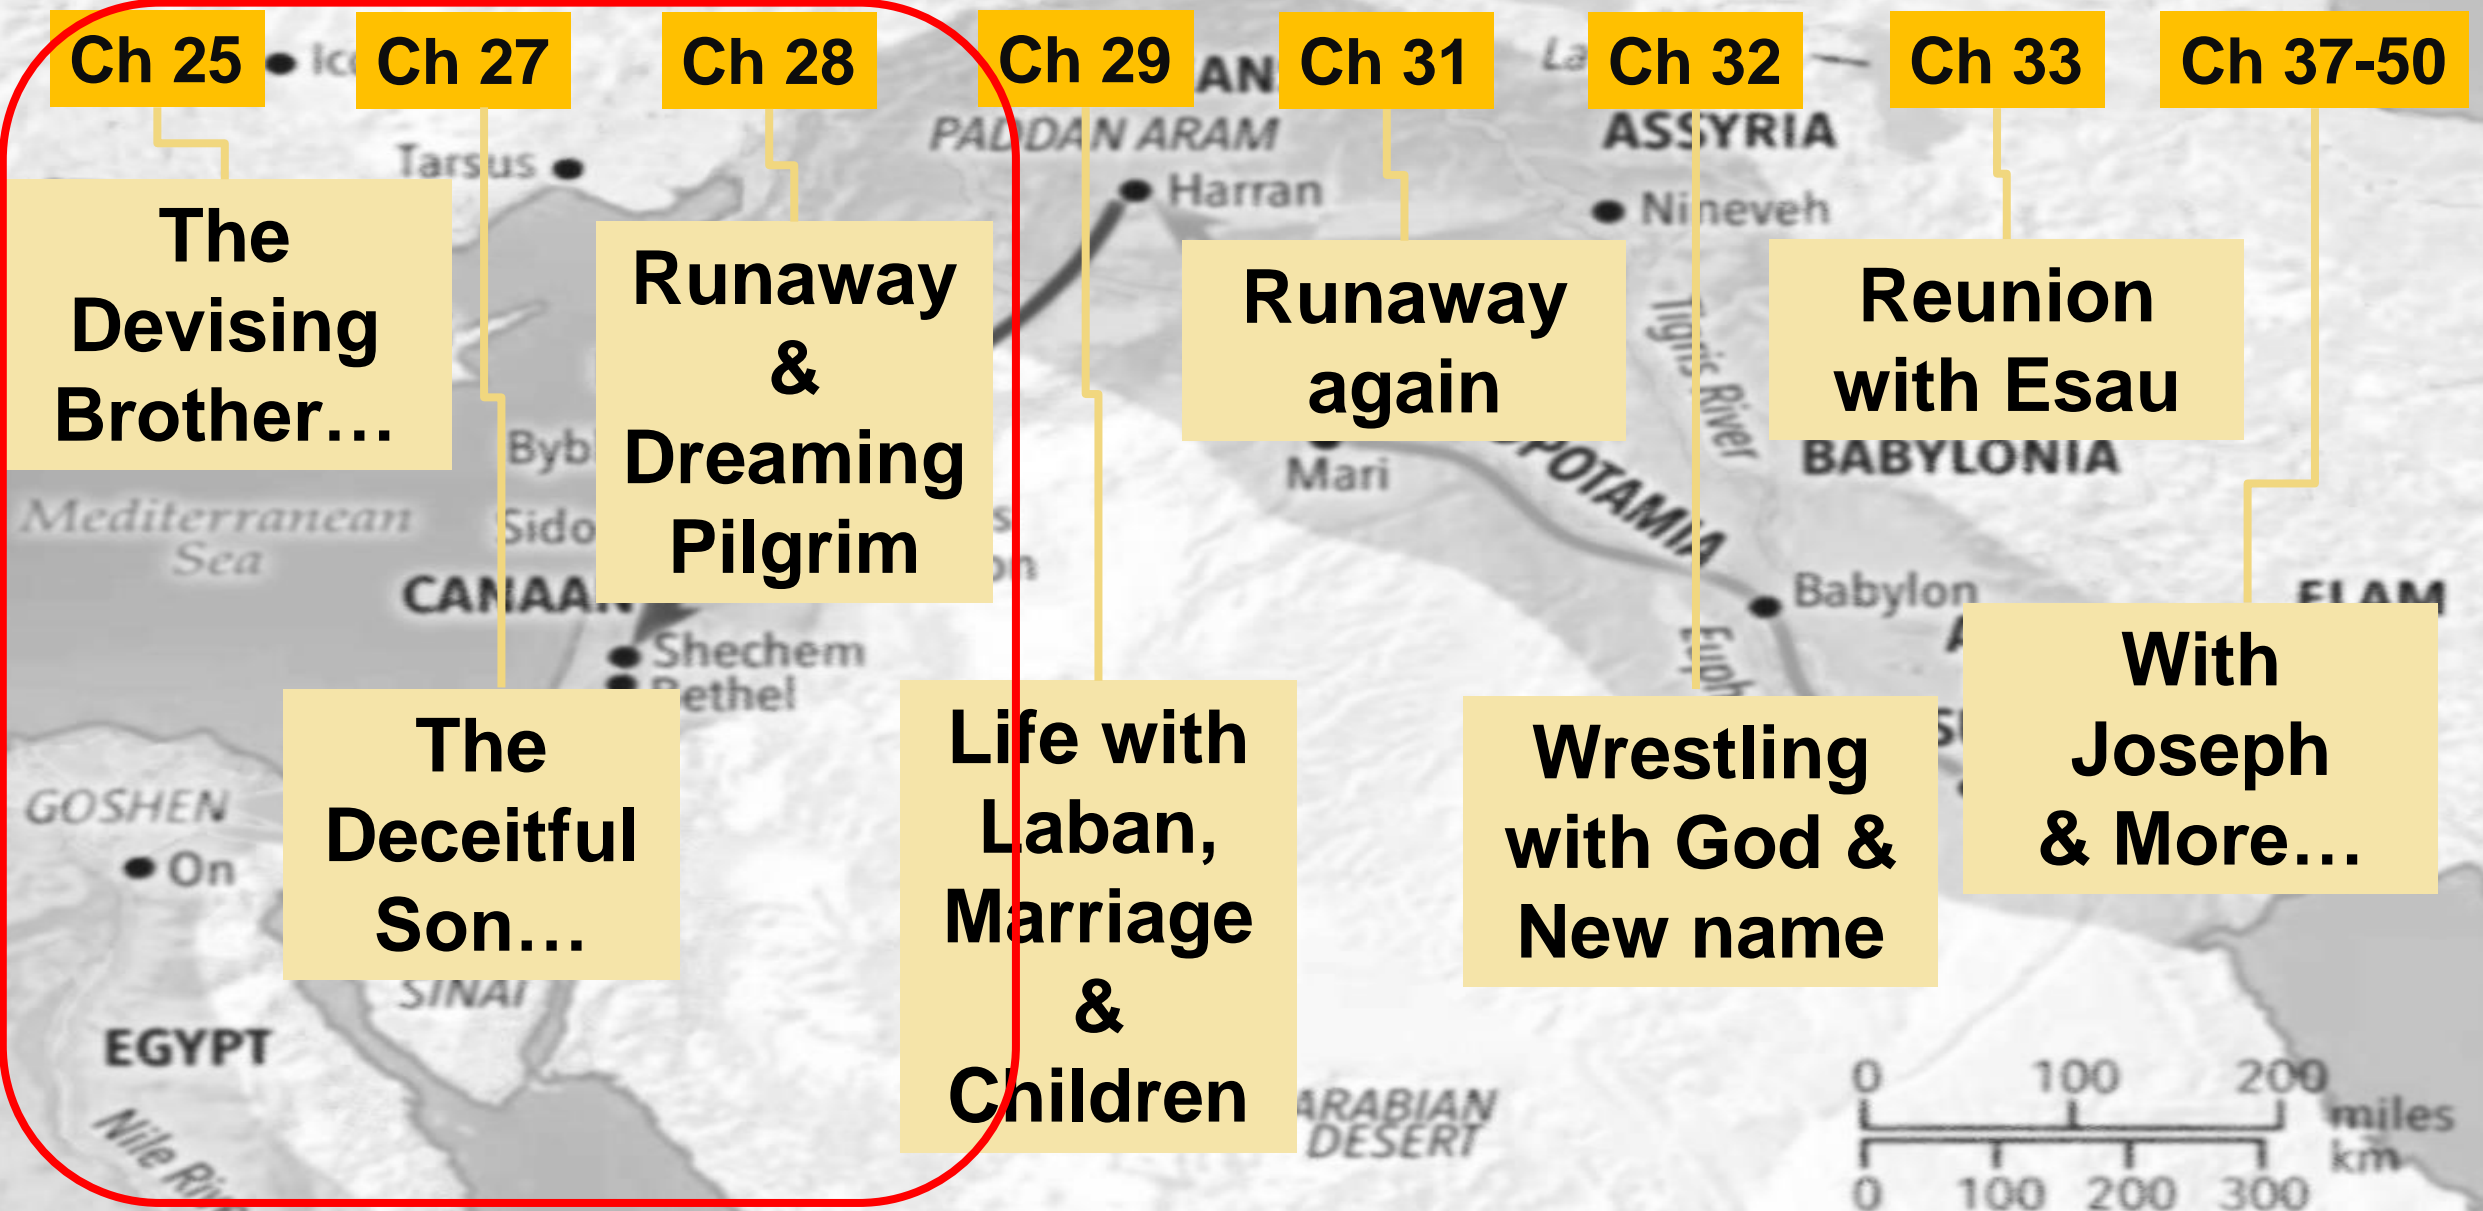 Ch 25
Ch 27
Ch 28
Ch 29
Ch 31
Ch 32
Ch 33
Ch 37-50
The
Devising
Brother…
The
Deceitful
Son…
Runaway
&
Dreaming
Pilgrim
Life with
Laban,
Marriage
&
Children
Runaway
again
Wrestling
with God &
New name
Reunion
with Esau
With
Joseph
& More…
PADDAN ARAM
ASSYRIA
Tarsus
Harran
Nineveh
Tigris River
Mari
BABYLONIA
Mediterranean
Sea
CANAAN
Babylon
ELAM
Shechem
Bethel
GOSHEN
On
SINAI
EGYPT
ARABIAN
DESERT
0 100 200
miles
km
0 100 200 300